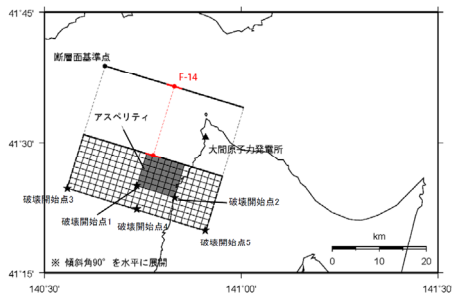 41°45'
断層面基準点
F-14
アスペリティ
41°30'
大間原子力発電所
破壊開始点3
破壊開始点2
破壊開始点1
破壊開始点4
破壊開始点5
km
0 10 20
※ 傾斜角90°を水平に展開
41°15'
140°30' 141°00' 141°30'